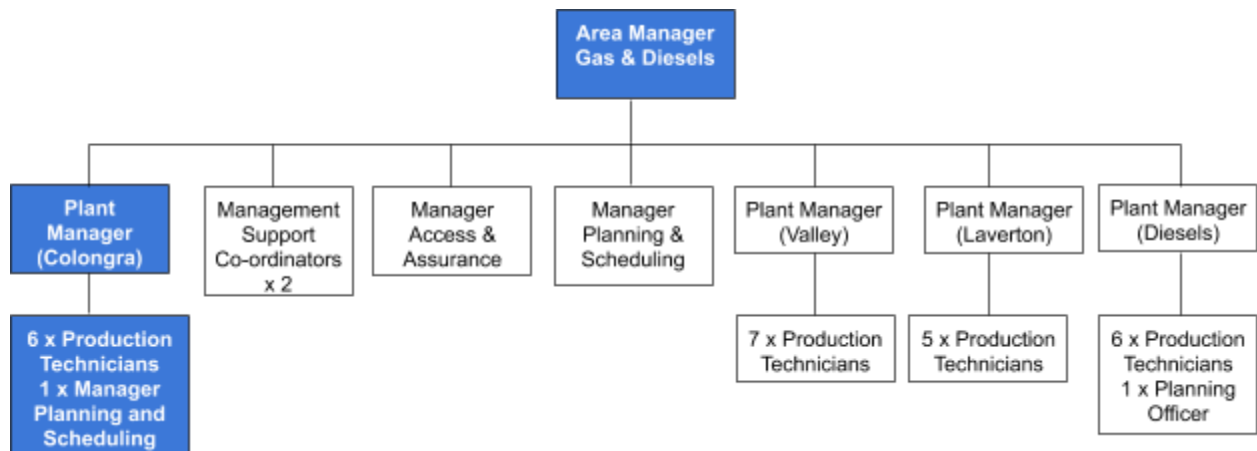 Area Manager
Gas & Diesels
Plant
Manager
(Colongra)
Management
Support
Co-ordinators
x 2
Manager
Access &
Assurance
Manager
Planning &
Scheduling
Plant Manager
(Valley)
Plant Manager
(Laverton)
Plant Manager
(Diesels)
6 x Production
Technicians
1 x Manager
Planning and
Scheduling
7 x Production
Technicians
5 x Production
Technicians
6 x Production
Technicians
1 x Planning
Officer